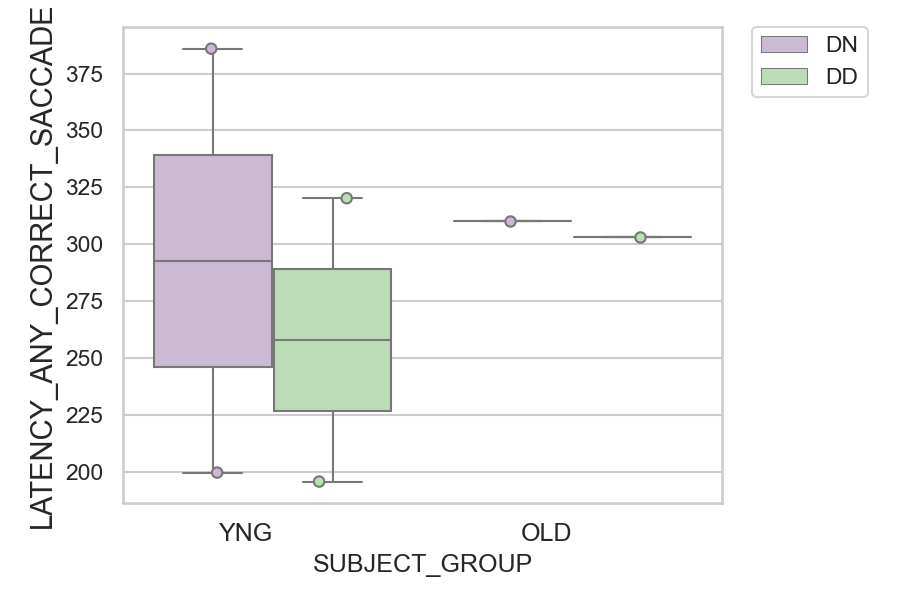 LATENCY_ANY_CORRECT_SACCADE
375
350
325
300
275
250
225
200
YNG
OLD
SUBJECT_GROUP
DN
DD